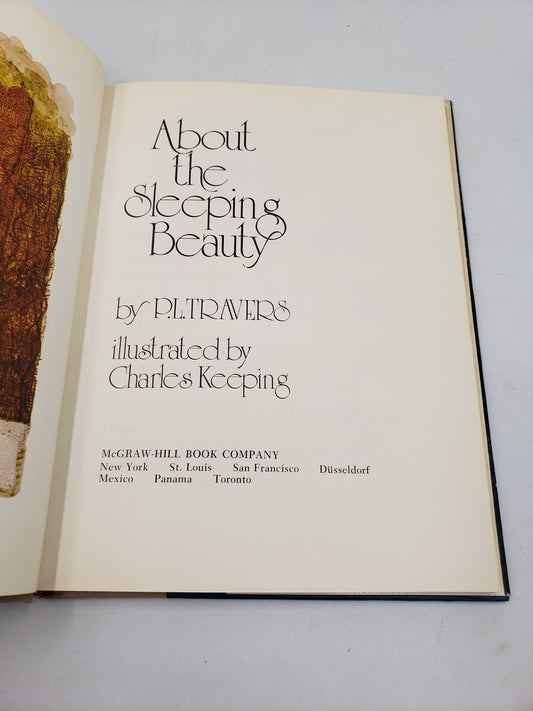 About
the
Sleeping
Beauty
by P.L.TRAVERS
illustrated by
Charles Keeping
McGRAW-HILL BOOK COMPANY
New York St. Louis San Francisco Düsseldorf
Mexico Panama Toronto